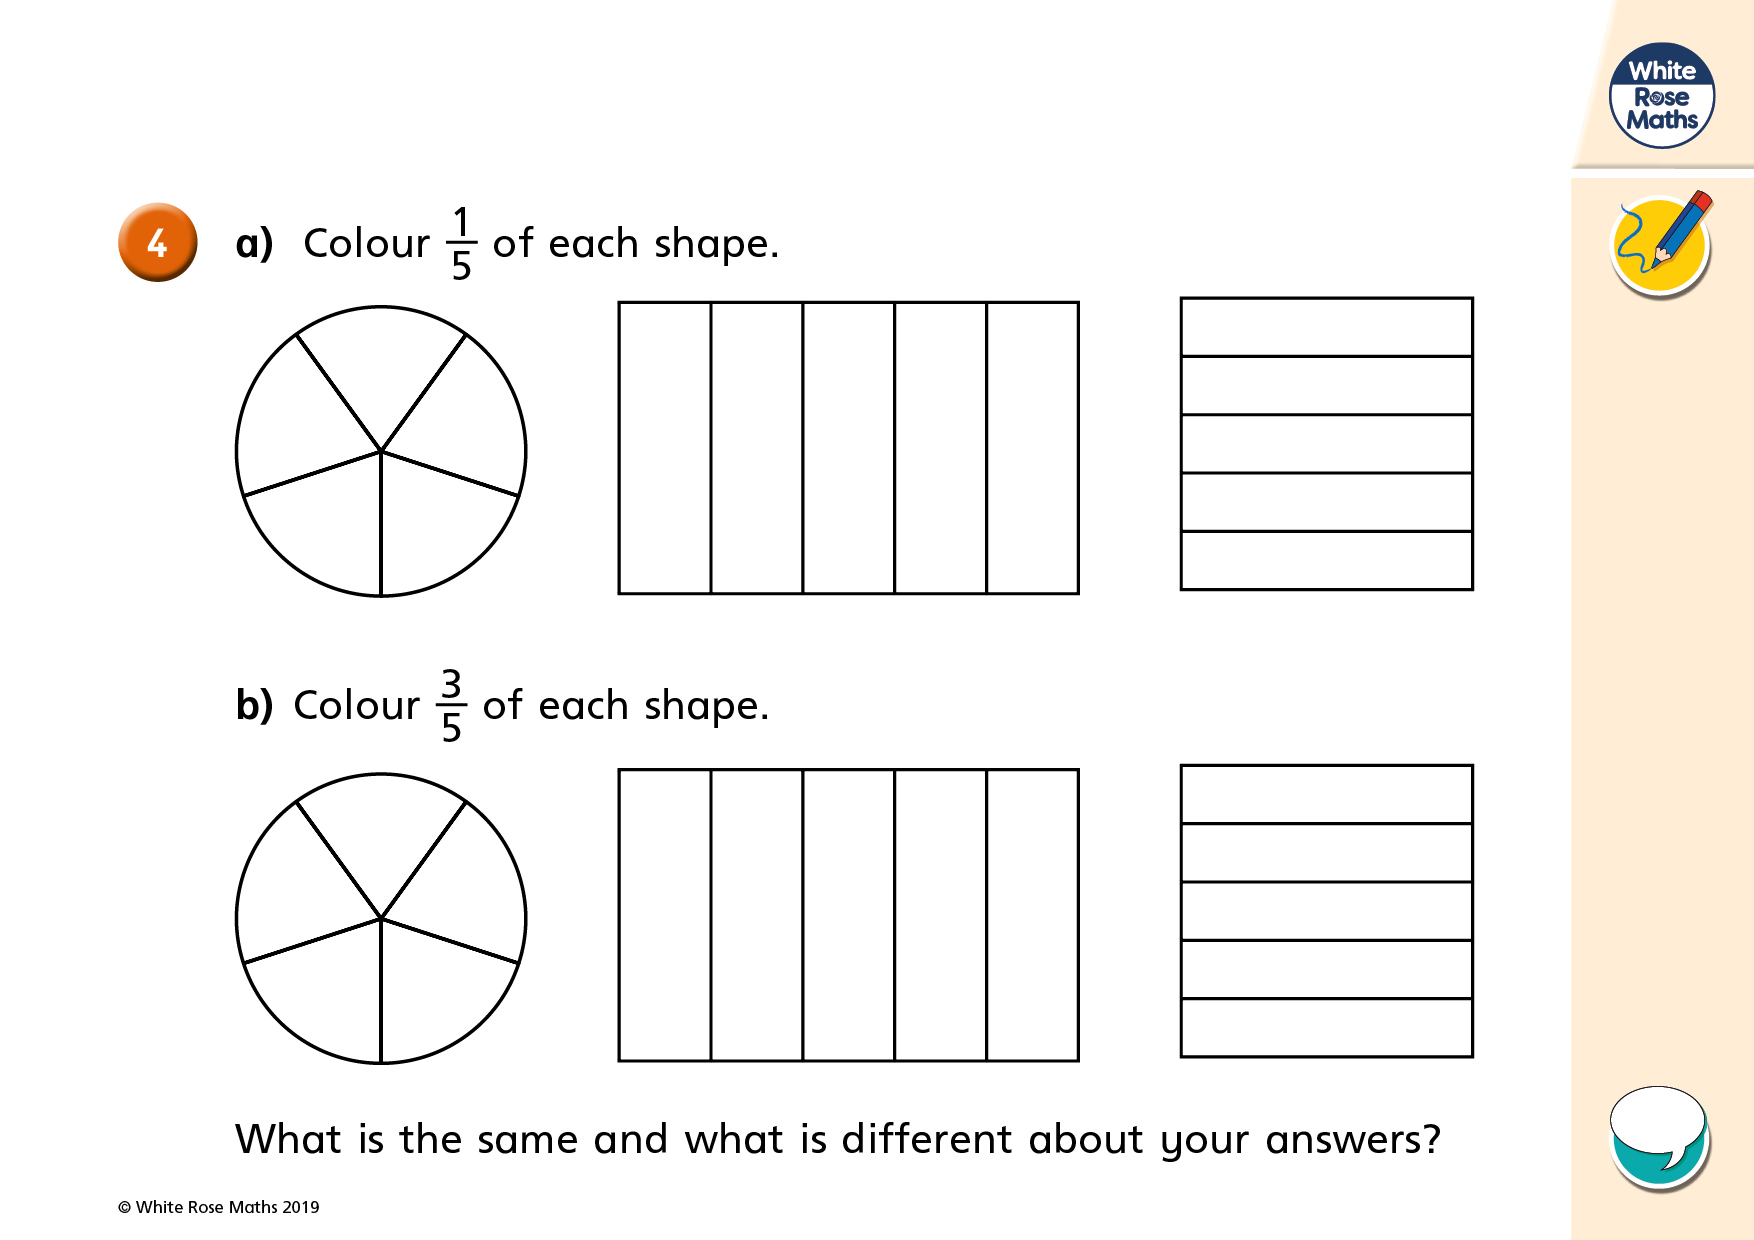 White
Rose
Maths
4 a) Colour 1/5 of each shape.
b) Colour 3/5 of each shape.
What is the same and what is different about your answers?
© White Rose Maths 2019